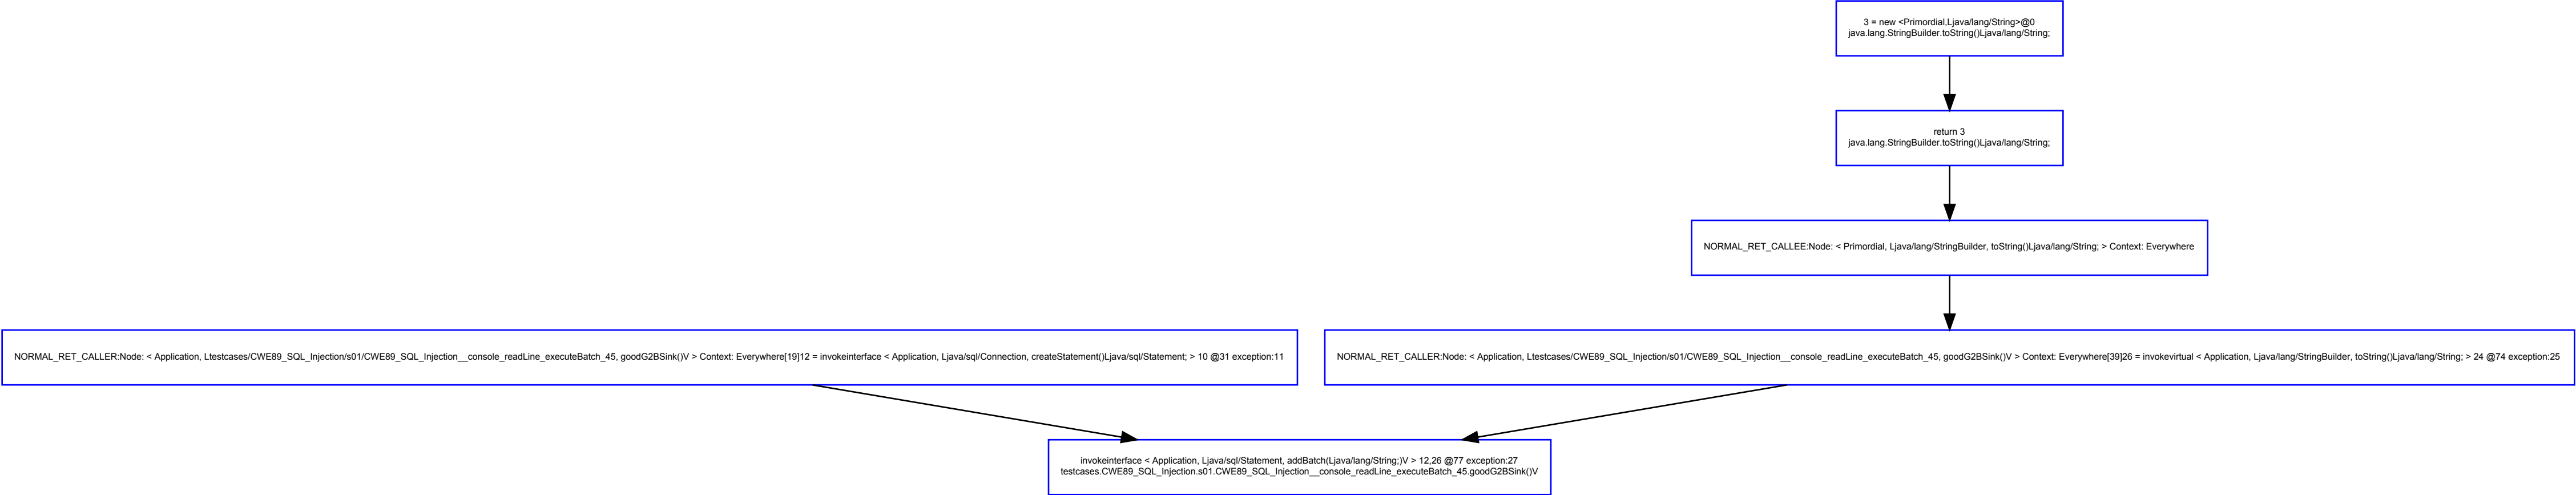 3 = new <Primordial,Ljava/lang/String>@0
java.lang.StringBuilder.toString()Ljava/lang/String;
return 3
java.lang.StringBuilder.toString()Ljava/lang/String;
NORMAL_RET_CALLEE:Node: < Primordial, Ljava/lang/StringBuilder, toString()Ljava/lang/String; > Context: Everywhere
NORMAL_RET_CALLER:Node: < Application, Ltestcases/CWE89_SQL_Injection/s01/CWE89_SQL_Injection__console_readLine_executeBatch_45, goodG2BSink()V > Context: Everywhere[19]12 = invokeinterface < Application, Ljava/sql/Connection, createStatement()Ljava/sql/Statement; > 10 @31 exception:11
NORMAL_RET_CALLER:Node: < Application, Ltestcases/CWE89_SQL_Injection/s01/CWE89_SQL_Injection__console_readLine_executeBatch_45, goodG2BSink()V > Context: Everywhere[39]26 = invokevirtual < Application, Ljava/lang/StringBuilder, toString()Ljava/lang/String; > 24 @74 exception:25
invokeinterface < Application, Ljava/sql/Statement, addBatch(Ljava/lang/String;)V > 12,26 @77 exception:27
testcases.CWE89_SQL_Injection.s01.CWE89_SQL_Injection__console_readLine_executeBatch_45.goodG2BSink()V